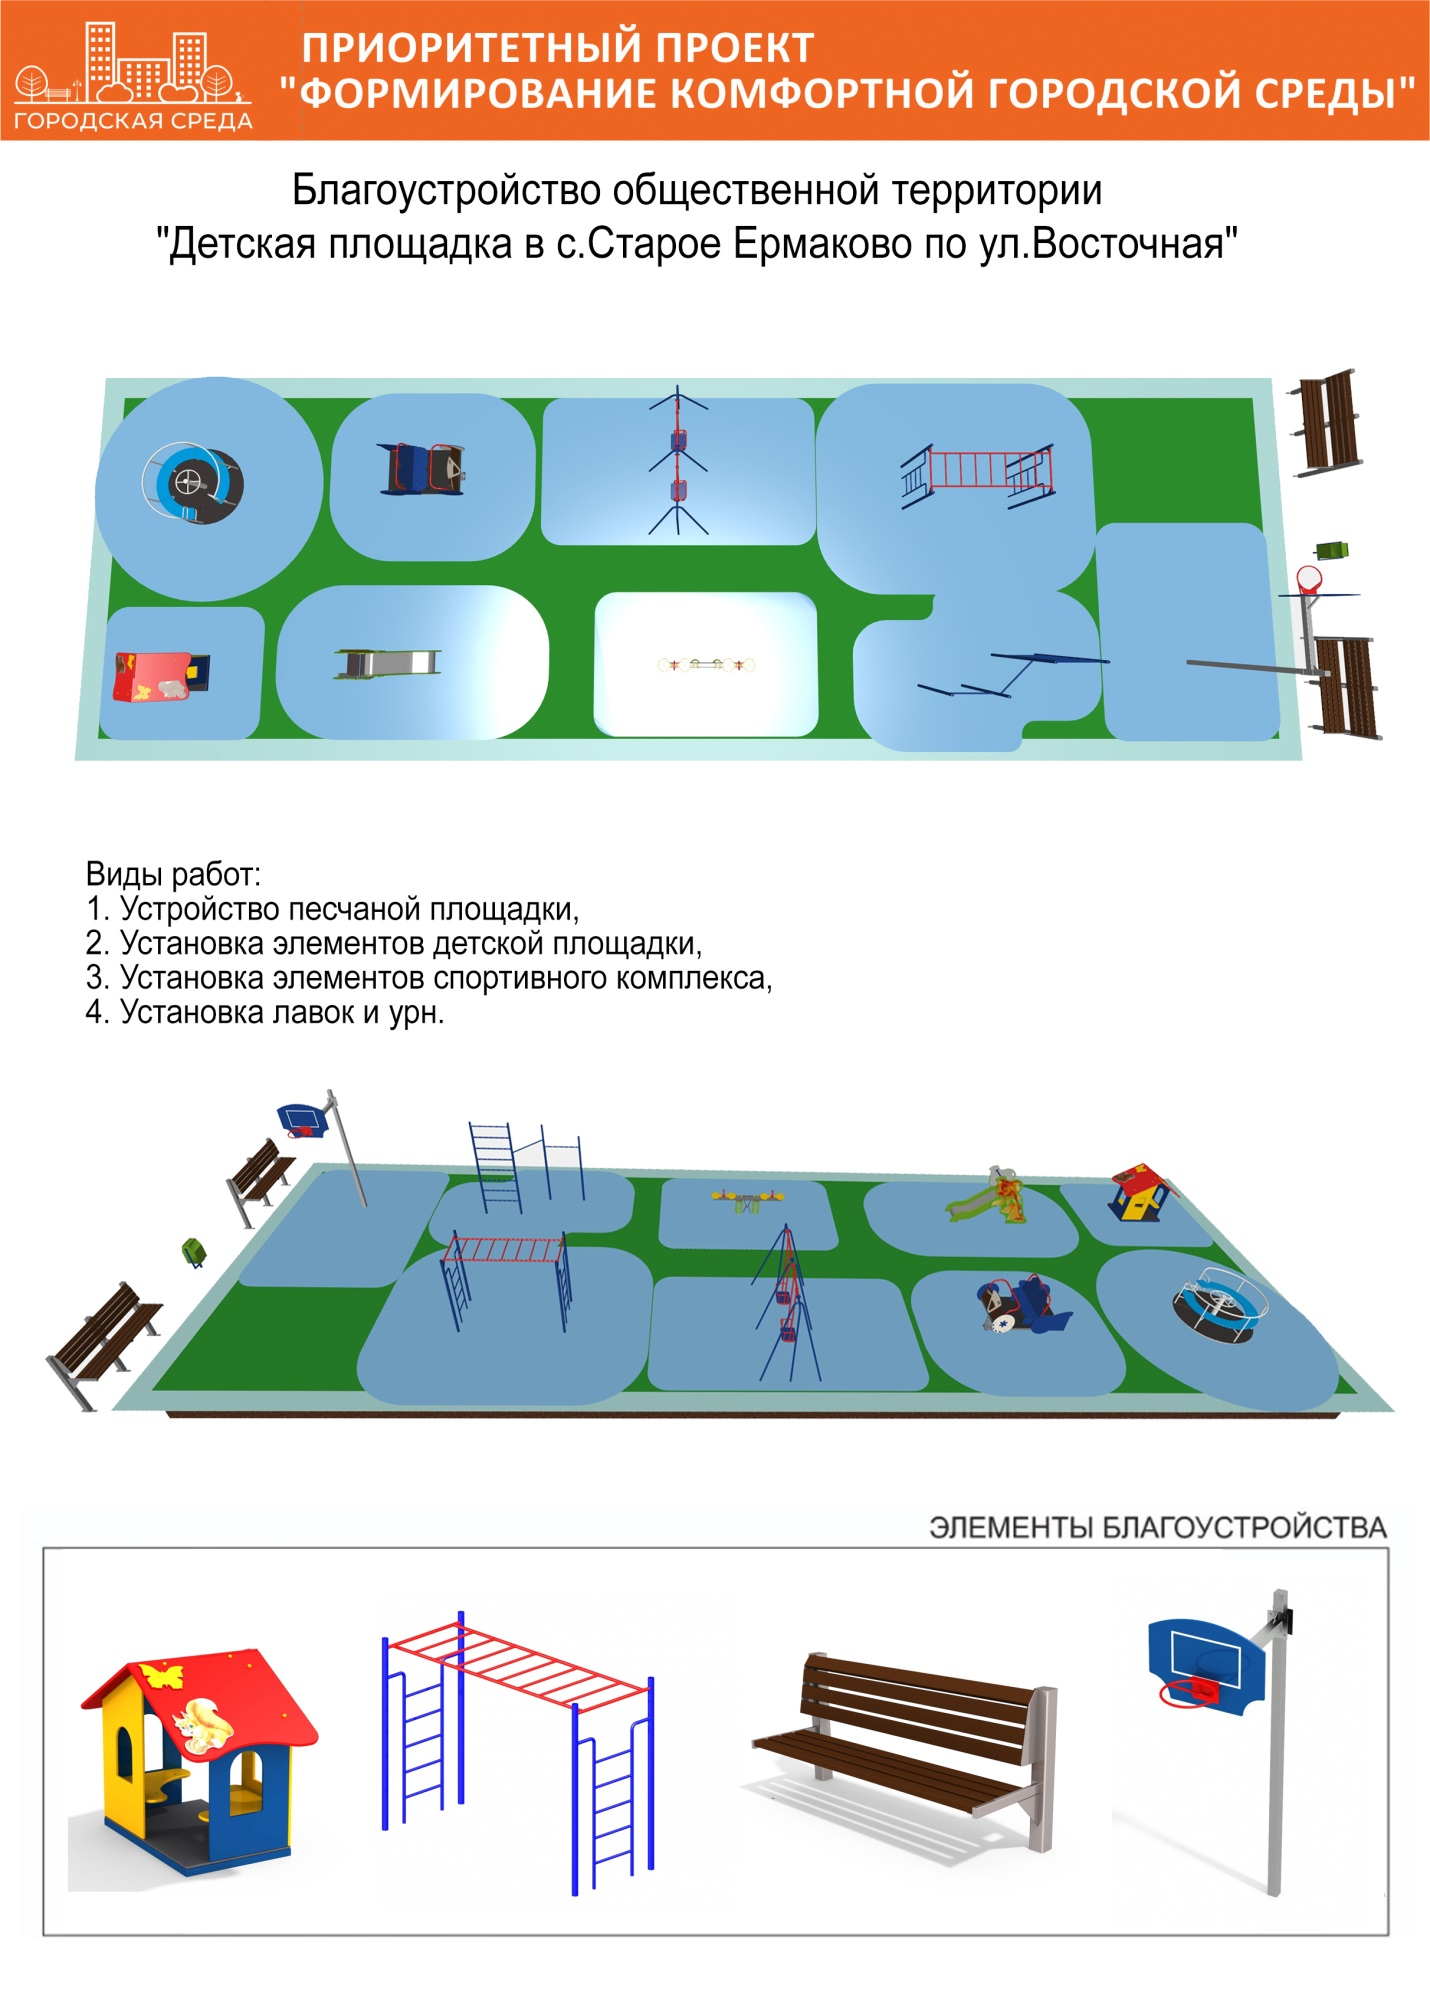 ГОРОДСКАЯ СРЕДА
ПРИОРИТЕТНЫЙ ПРОЕКТ
"ФОРМИРОВАНИЕ КОМФОРТНОЙ ГОРОДСКОЙ СРЕДЫ"
Благоустройство общественной территории
"Детская площадка в с.Старое Ермаково по ул.Восточная"
Виды работ:
1. Устройство песчаной площадки,
2. Установка элементов детской площадки,
3. Установка элементов спортивного комплекса,
4. Установка лавок и урн.
ЭЛЕМЕНТЫ БЛАГОУСТРОЙСТВА